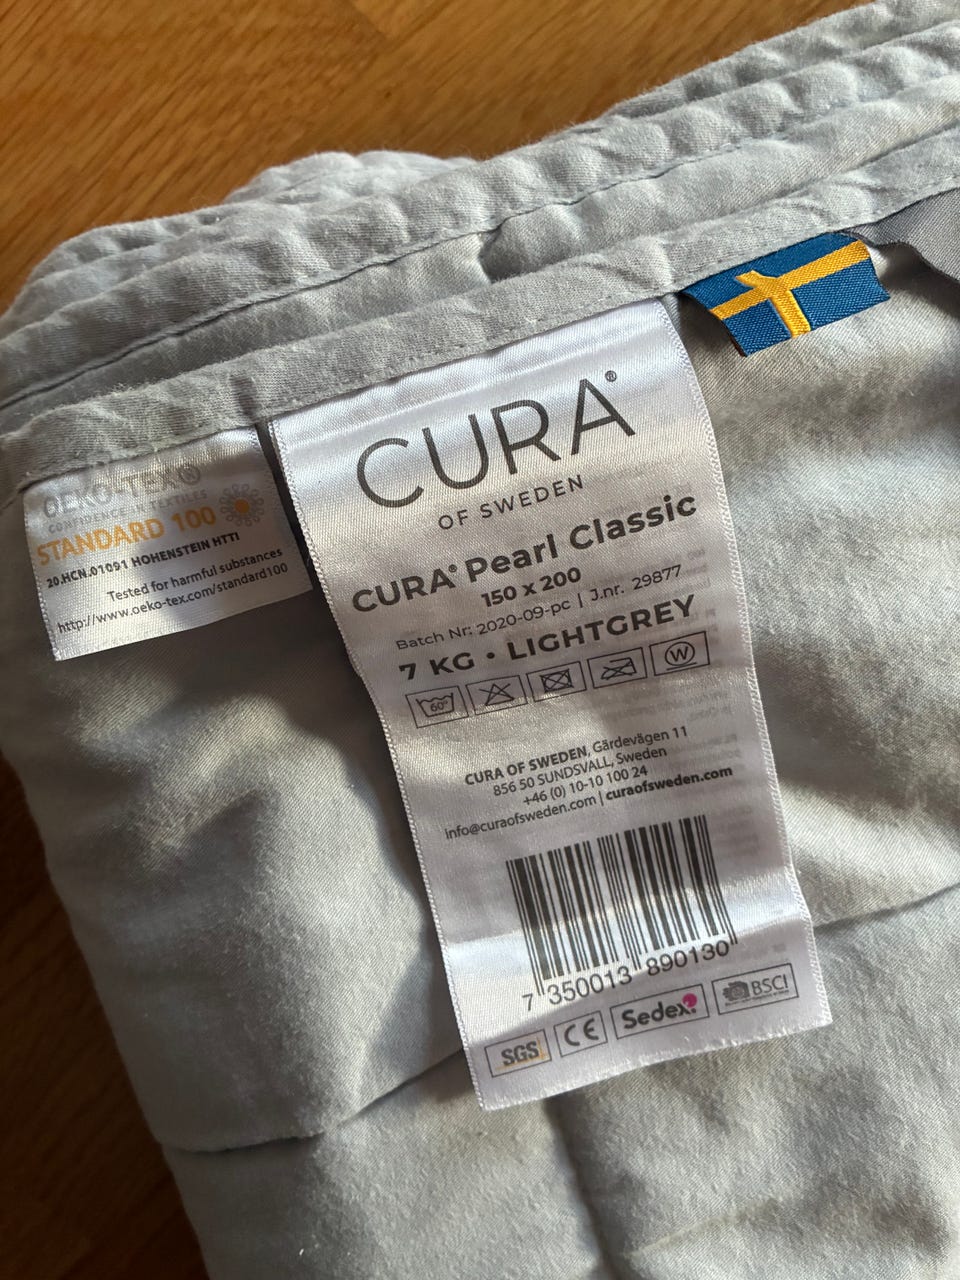 OEKO-TEX®
CONFIDENCE IN TEXTILES
STANDARD 100
20.HCN.01091 HOHENSTEIN HTTI
Tested for harmful substances
http://www.oeko-tex.com/standard100
CURA®
OF SWEDEN
CURA® Pearl Classic
150 x 200
Batch Nr: 2020-09-pc | J.nr. 29877
7 KG • LIGHTGREY
60°
W
CURA OF SWEDEN, Gärdevägen 11
856 50 SUNDSVALL, Sweden
+46 (0) 10-10 100 24
info@curaofsweden.com | curaofsweden.com
7 350013 890130
SGS CE Sedex BSCI